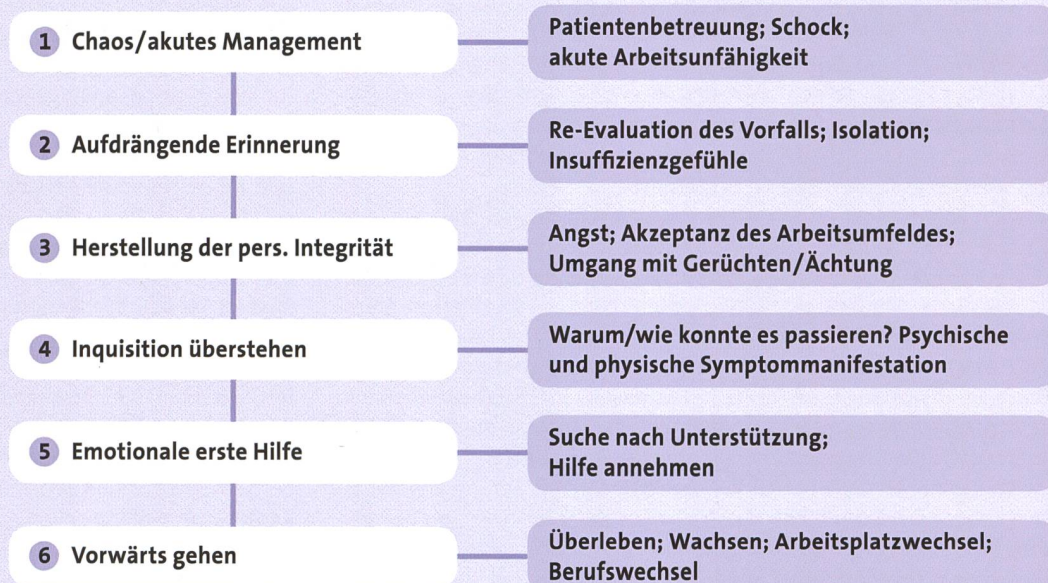 1 Chaos/akutes Management
Patientenbetreuung; Schock;
akute Arbeitsunfähigkeit
2 Aufdrängende Erinnerung
Re-Evaluation des Vorfalls; Isolation;
Insuffizienzgefühle
3 Herstellung der pers. Integrität
Angst; Akzeptanz des Arbeitsumfeldes;
Umgang mit Gerüchten/Ächtung
4 Inquisition überstehen
Warum/wie konnte es passieren? Psychische
und physische Symptommanifestation
5 Emotionale erste Hilfe
Suche nach Unterstützung;
Hilfe annehmen
6 Vorwärts gehen
Überleben; Wachsen; Arbeitsplatzwechsel;
Berufswechsel